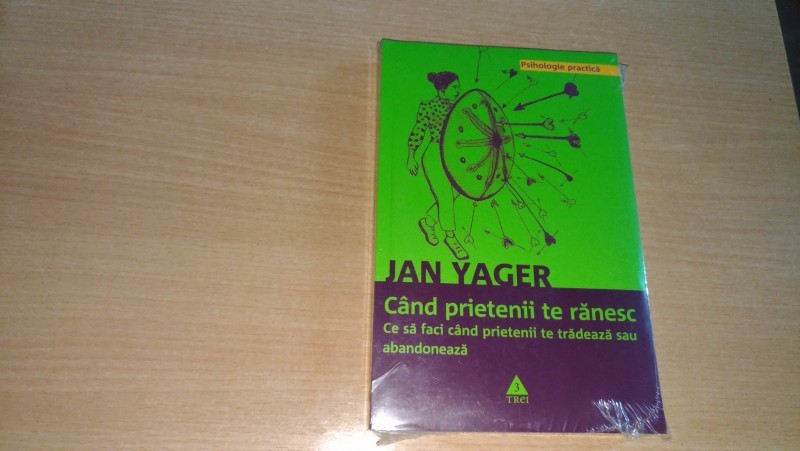 Psihologie practică
JAN YAGER
Când prietenii te rănesc
Ce să faci când prietenii te trădează sau
abandonează
3
TREI